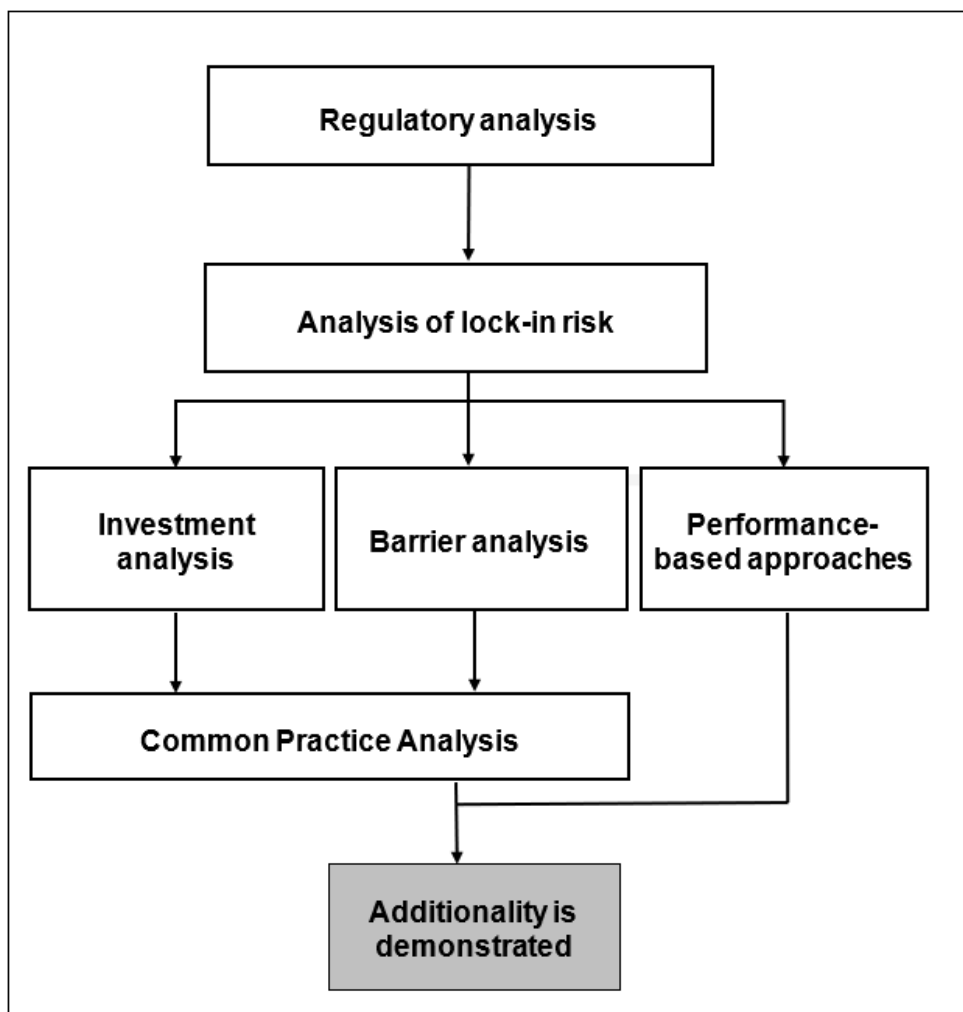 Regulatory analysis
Analysis of lock-in risk
Investment
analysis
Barrier analysis
Performance-
based approaches
Common Practice Analysis
Additionality is
demonstrated